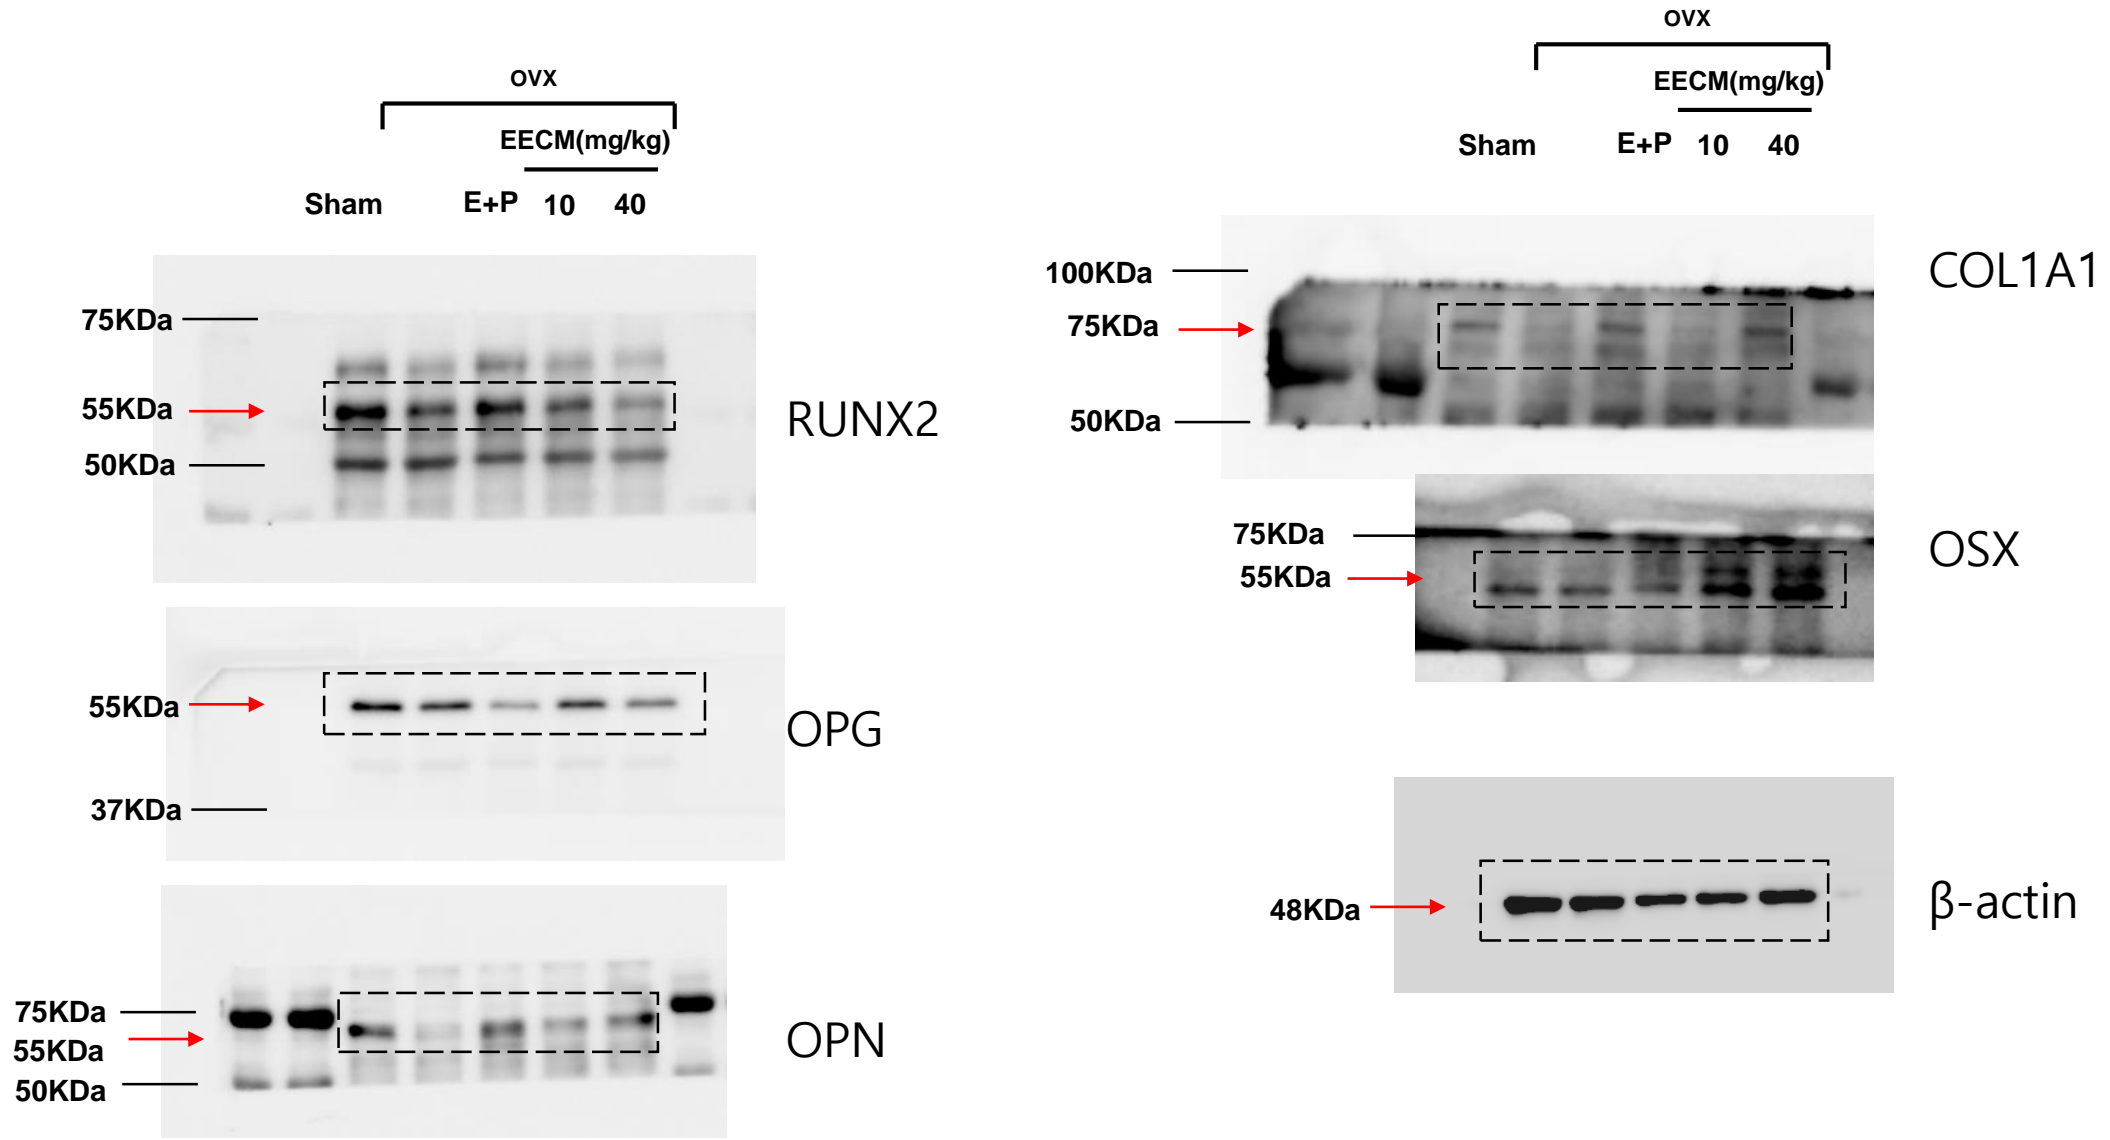 OVX
EECM(mg/kg)
Sham E+P 10 40
75KDa
55KDa
50KDa
RUNX2
55KDa
37KDa
OPG
75KDa
55KDa
50KDa
OPN
OVX
EECM(mg/kg)
Sham E+P 10 40
100KDa
75KDa
50KDa
COL1A1
75KDa
55KDa
OSX
48KDa
β-actin